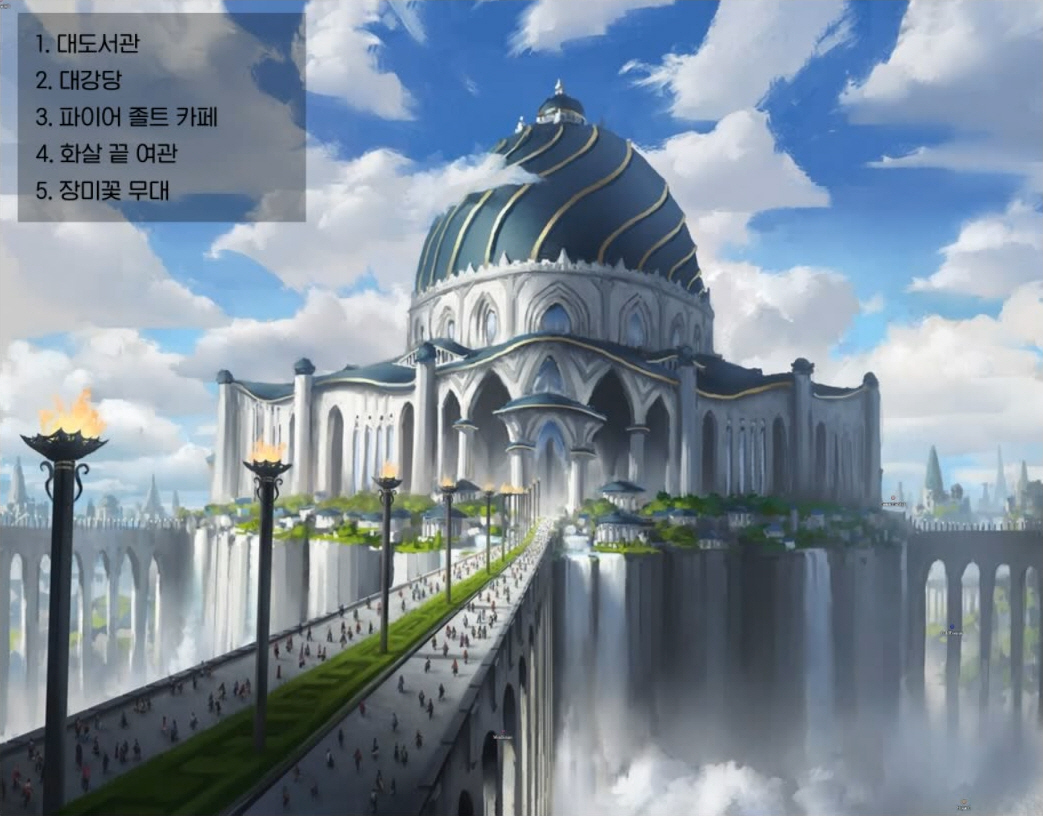 1. 대도서관
2. 대강당
3. 파이어 졸트 카페
4. 화살 끝 여관
5. 장미꽃 무대